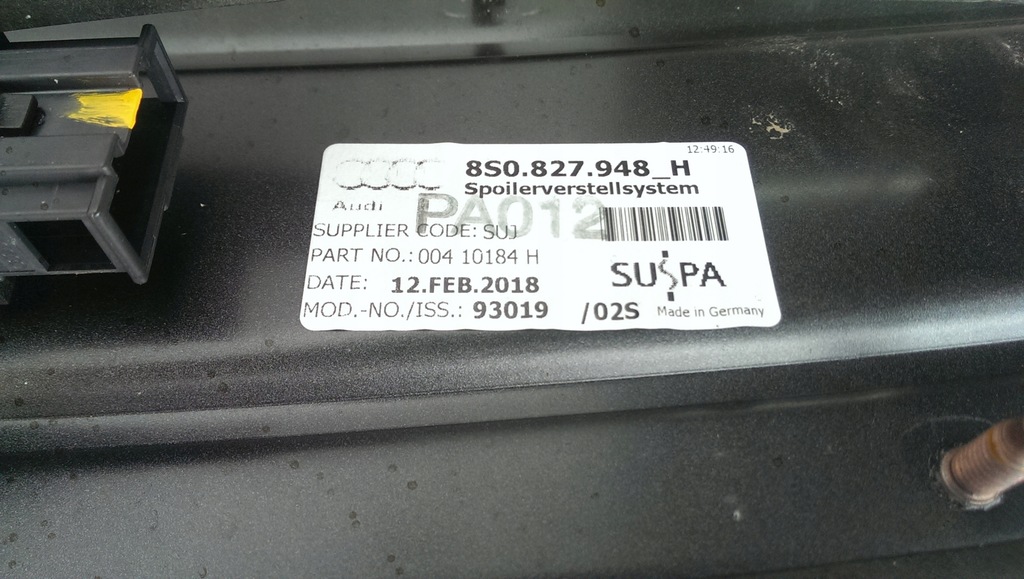 12:49:16
8S0.827.948_H
Spoilerverstellsystem
Audi
PA012
SUPPLIER CODE: SUJ
PART NO.: 004 10184 H
SUSPA
DATE: 12.FEB.2018
MOD.-NO./ISS.: 93019 /02S Made in Germany